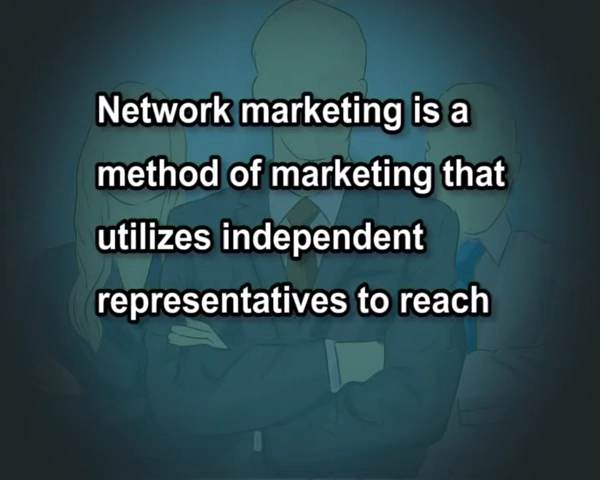 Network marketing is a
method of marketing that
utilizes independent
representatives to reach